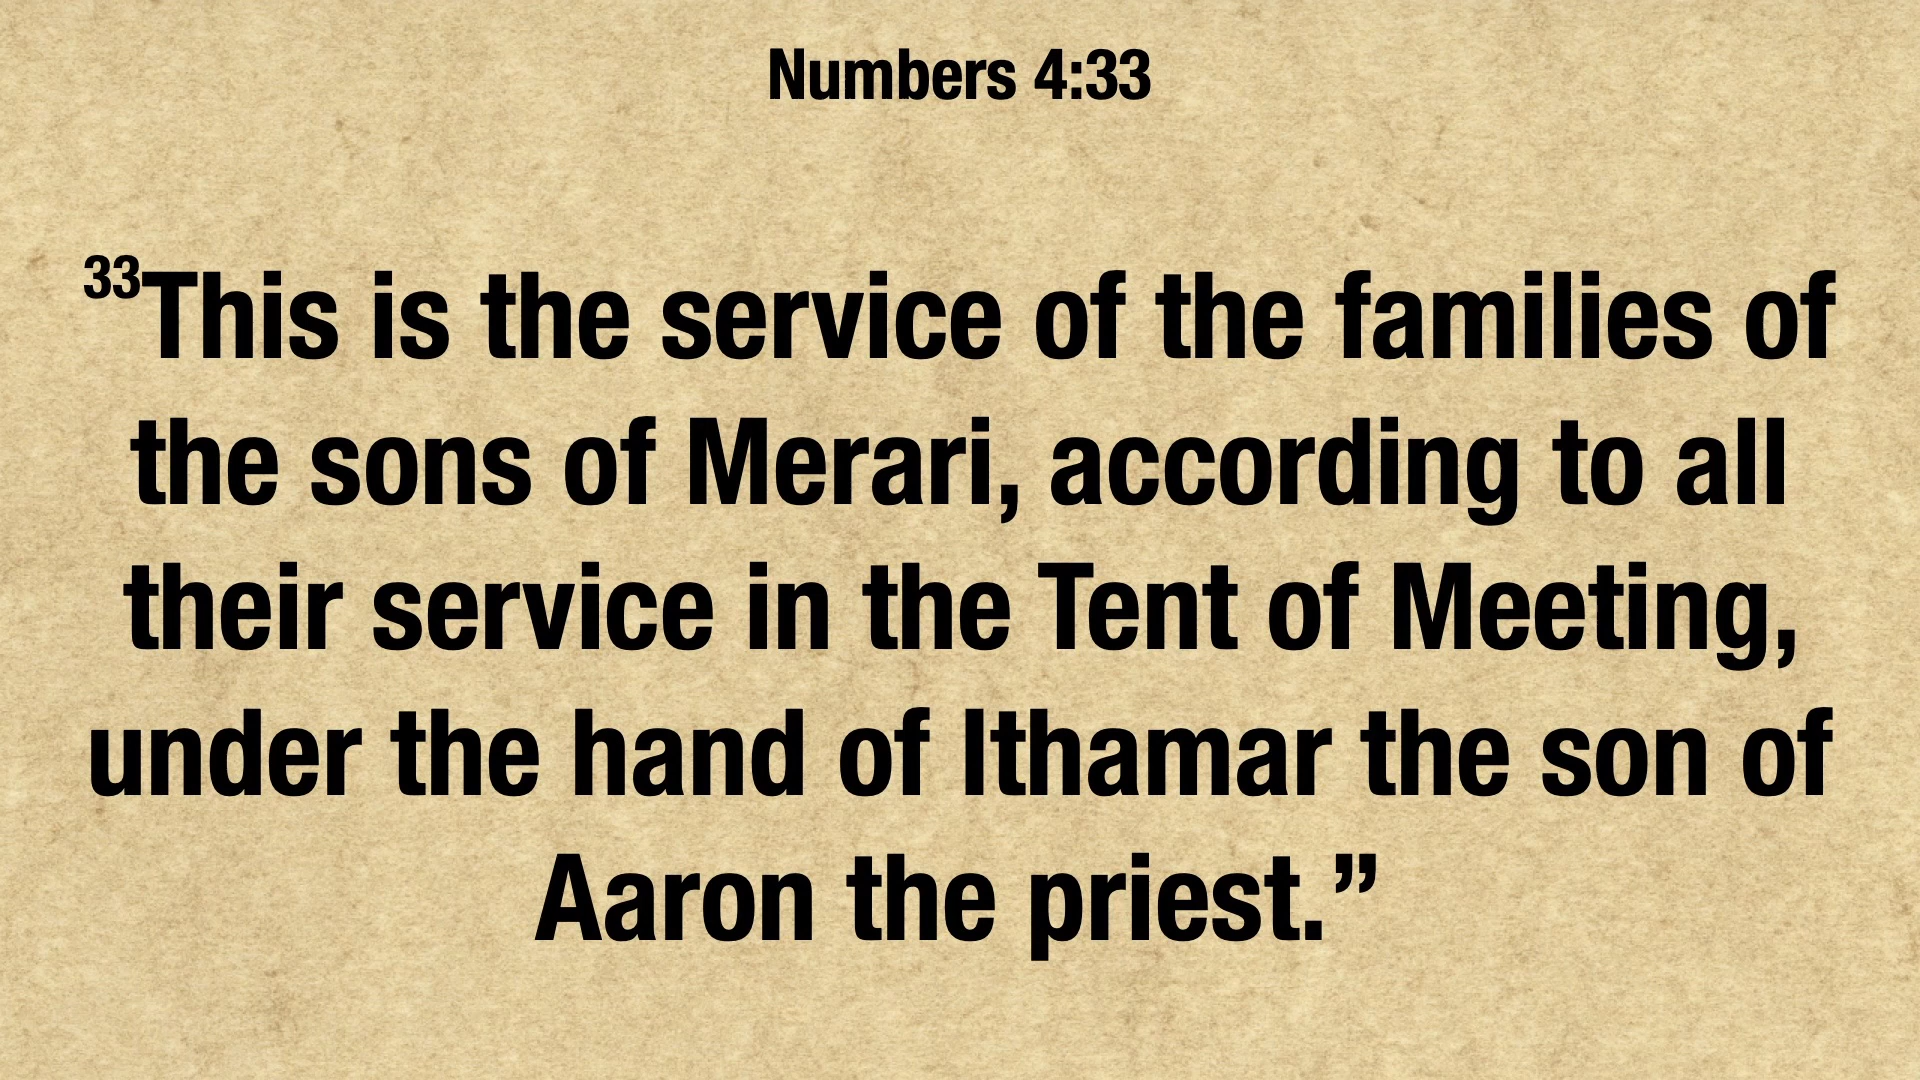 Numbers 4:33
33This is the service of the families of
the sons of Merari, according to all
their service in the Tent of Meeting,
under the hand of Ithamar the son of
Aaron the priest.”